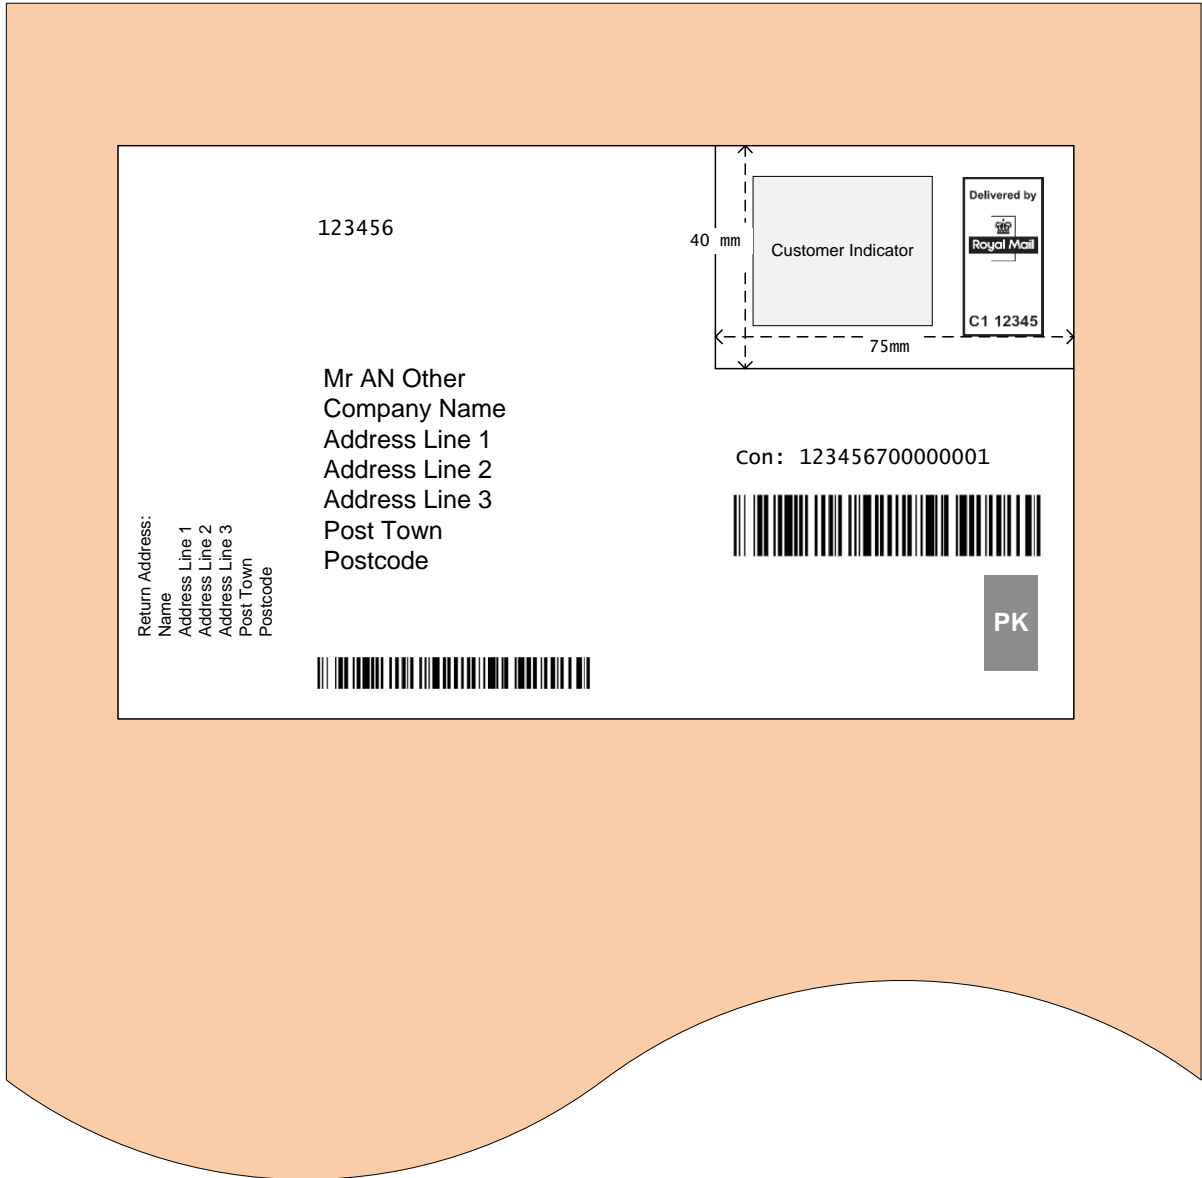 123456
40 mm
Customer Indicator
Delivered by
Royal Mail
C1 12345
75mm
Mr AN Other
Company Name
Address Line 1
Address Line 2
Address Line 3
Post Town
Postcode
Con: 123456700000001
Return Address:
Name
Address Line 1
Address Line 2
Address Line 3
Post Town
Postcode
PK